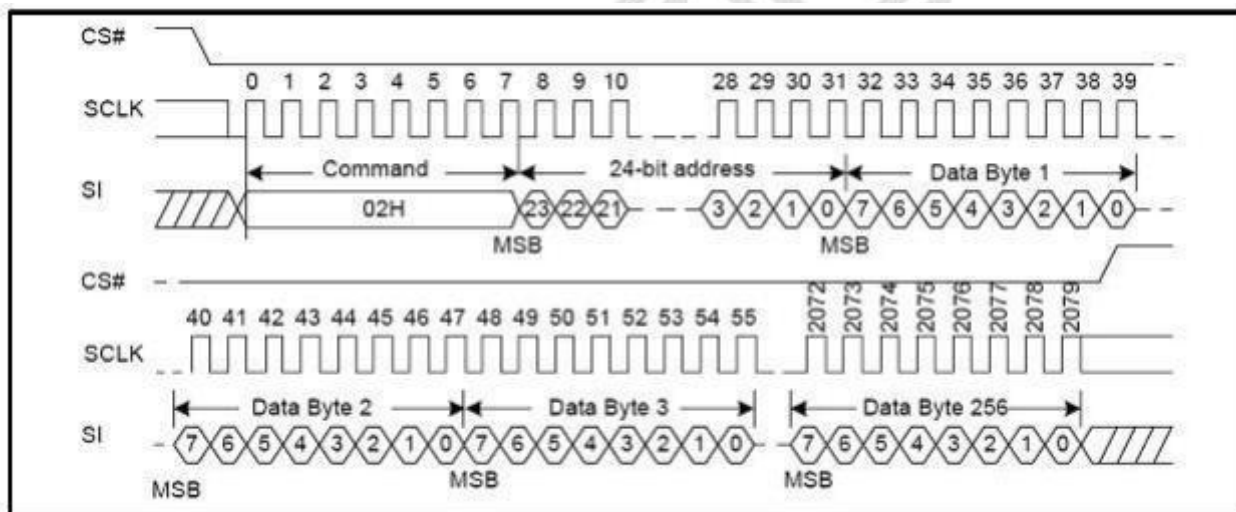 CS#
0 1 2 3 4 5 6 7 8 9 10 28 29 30 31 32 33 34 35 36 37 38 39
SCLK
Command 24-bit address Data Byte 1
SI
02H 23 22 21 3 2 1 0 7 6 5 4 3 2 1 0
MSB MSB
CS#
40 41 42 43 44 45 46 47 48 49 50 51 52 53 54 55 2072 2073 2074 2075 2076 2077 2078 2079
SCLK
Data Byte 2 Data Byte 3 Data Byte 256
SI
7 6 5 4 3 2 1 0 7 6 5 4 3 2 1 0 7 6 5 4 3 2 1 0
MSB MSB MSB